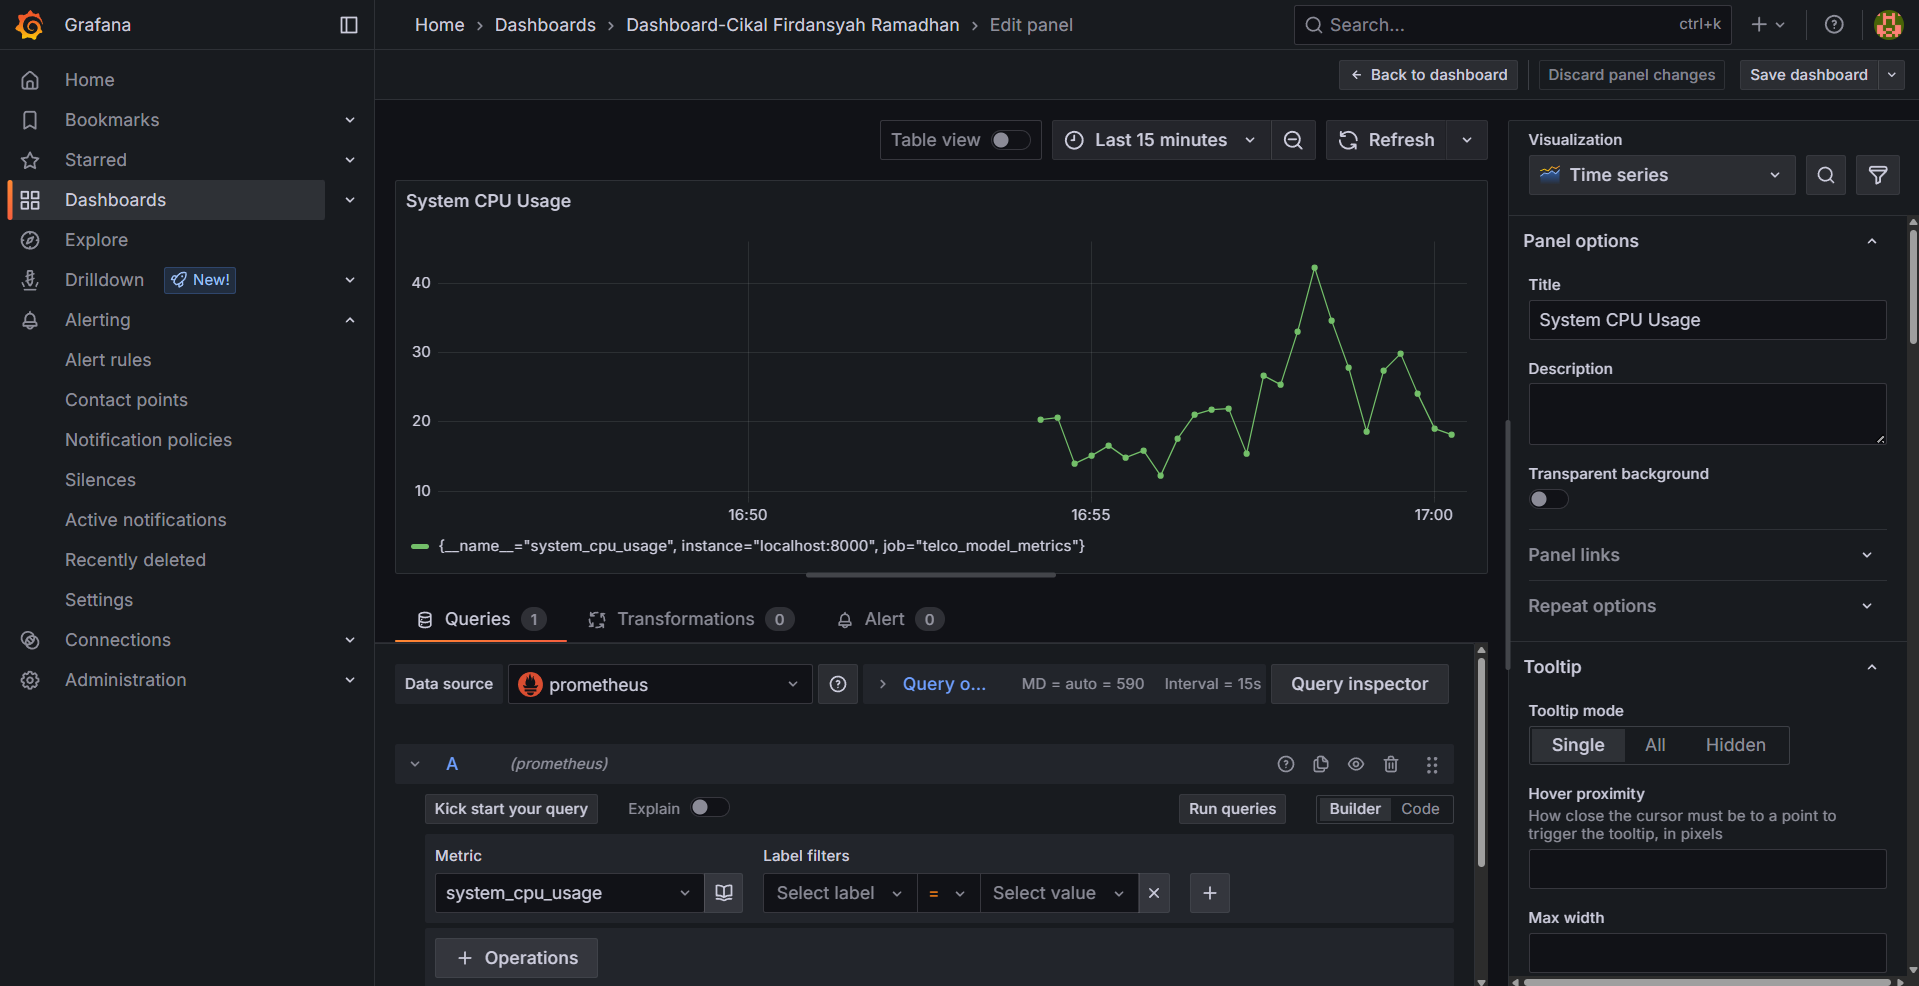 Grafana
Home
Bookmarks
Starred
Dashboards
Explore
Drilldown
New!
Alerting
Alert rules
Contact points
Notification policies
Silences
Active notifications
Recently deleted
Settings
Connections
Administration
Home › Dashboards › Dashboard-Cikal Firdansyah Ramadhan › Edit panel
Search...
ctrl+k
Back to dashboard
Discard panel changes
Save dashboard
Table view
Last 15 minutes
Refresh
System CPU Usage
40
30
20
10
16:50
16:55
17:00
{__name__="system_cpu_usage", instance="localhost:8000", job="telco_model_metrics"}
Queries 1
Transformations 0
Alert 0
Data source
prometheus
Query o...
MD = auto = 590
Interval = 15s
Query inspector
A
(prometheus)
Kick start your query
Explain
Run queries
Builder
Code
Metric
system_cpu_usage
Label filters
Select label
=
Select value
Operations
Visualization
Time series
Panel options
Title
System CPU Usage
Description
Transparent background
Panel links
Repeat options
Tooltip
Tooltip mode
Single
All
Hidden
Hover proximity
How close the cursor must be to a point to
trigger the tooltip, in pixels
Max width